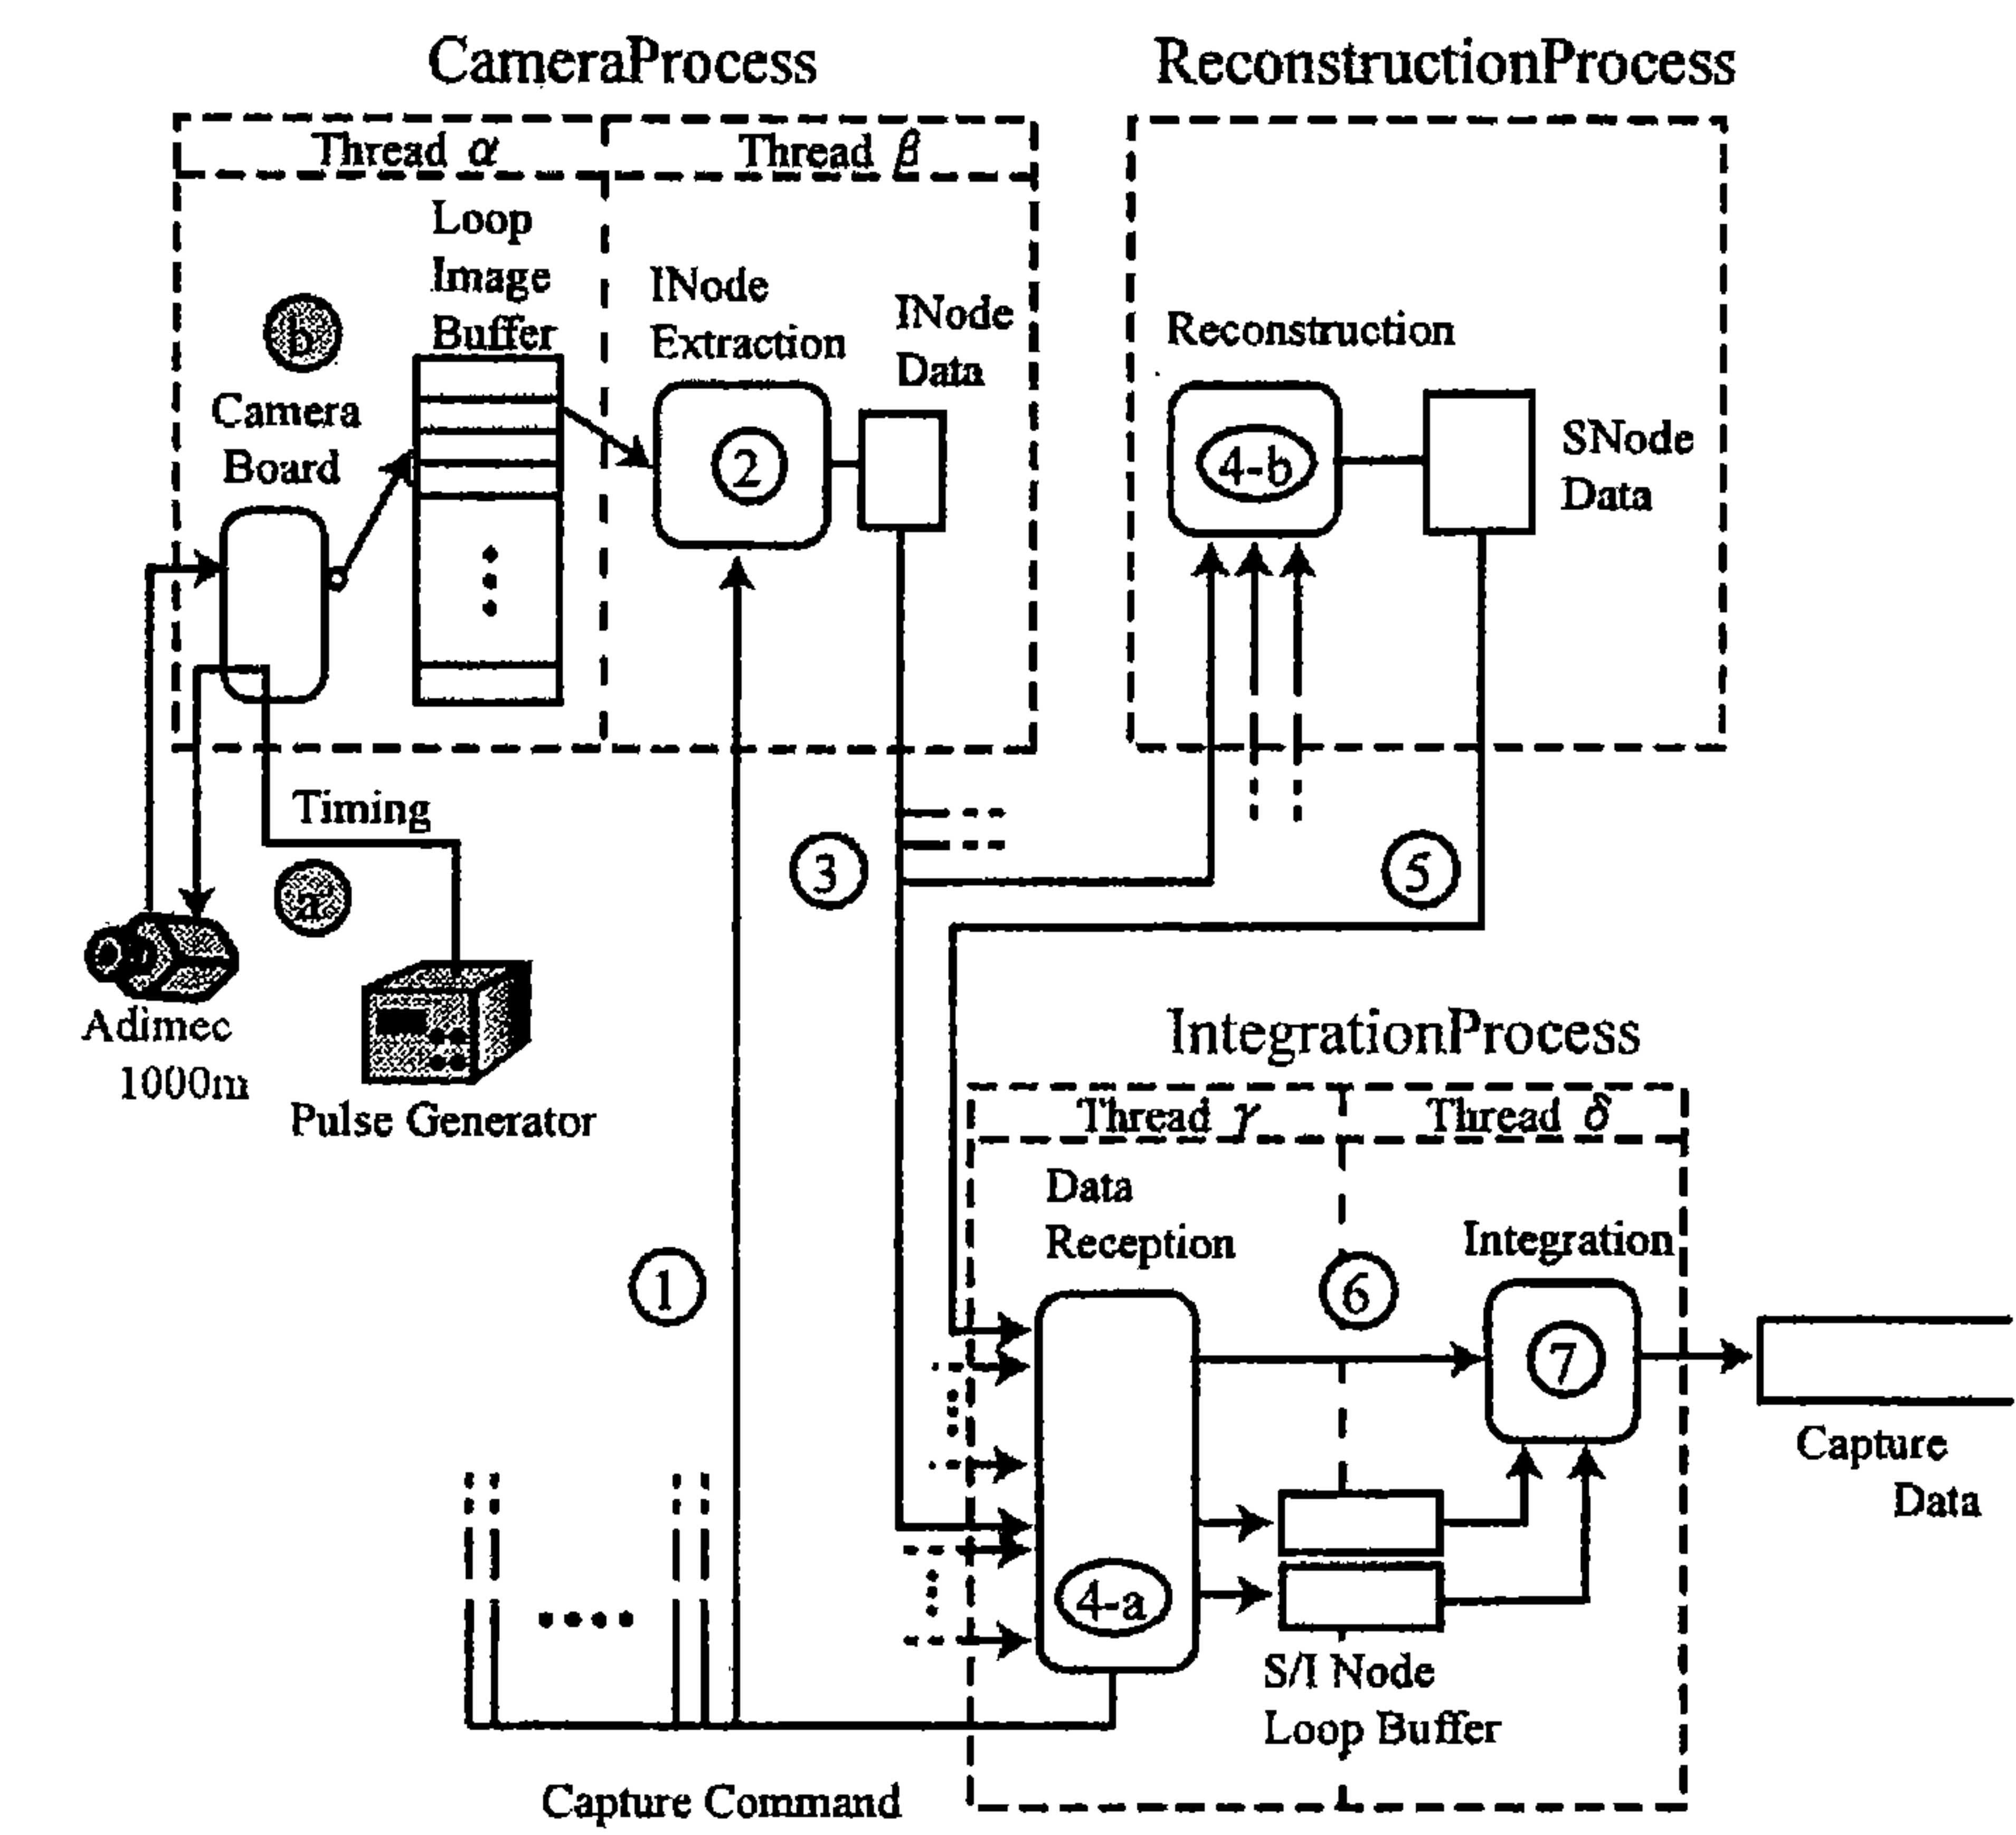 CameraProcess
ReconstructionProcess
Thread α
Thread β
Loop
Image
Buffer
INode
Extraction
INode
Data
b
Camera
Board
2
Reconstruction
4-b
SNode
Data
Timing
a
3
5
Adimec
1000m
Pulse Generator
IntegrationProcess
Thread γ
Thread δ
Data
Reception
1
6
Integration
7
Capture
Data
4-a
S/I Node
Loop Buffer
Capture Command